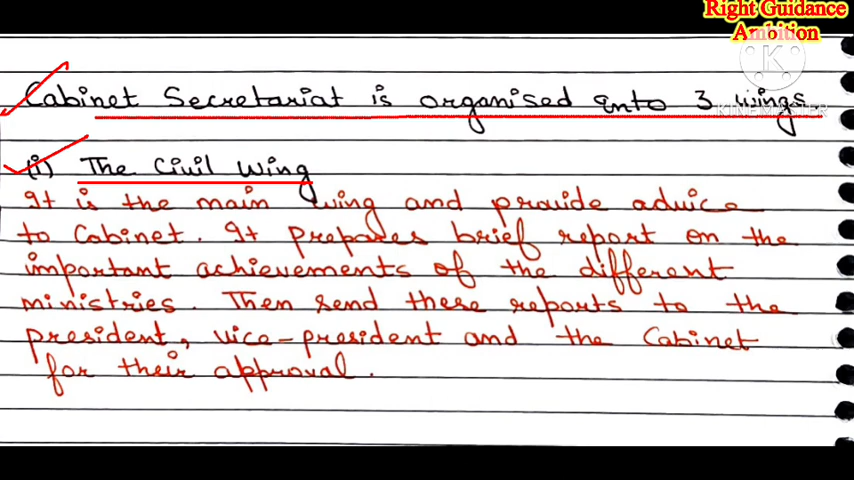 Right Guidance
Ambition
K
KINEMASTER
Cabinet Secretariat is organised into 3 wings
(i) The Civil Wing
It is the main wing and provide advice
to Cabinet. It prepares brief report on the
important achievements of the different
ministries. Then send these reports to the
president, vice-president and the Cabinet
for their approval.